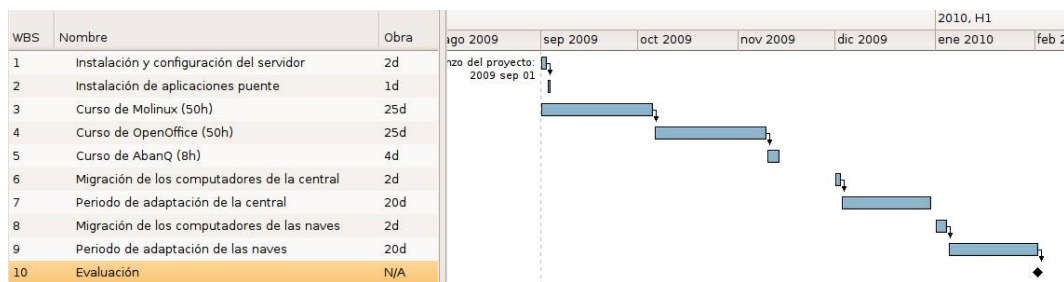 2010, H1
WBS Nombre Obra ago 2009 sep 2009 oct 2009 nov 2009 dic 2009 ene 2010 feb 2
1 Instalación y configuración del servidor 2d
nzo del proyecto:
2009 sep 01
2 Instalación de aplicaciones puente 1d
3 Curso de Molinux (50h) 25d
4 Curso de OpenOffice (50h) 25d
5 Curso de AbanQ (8h) 4d
6 Migración de los computadores de la central 2d
7 Periodo de adaptación de la central 20d
8 Migración de los computadores de las naves 2d
9 Periodo de adaptación de las naves 20d
10 Evaluación N/A